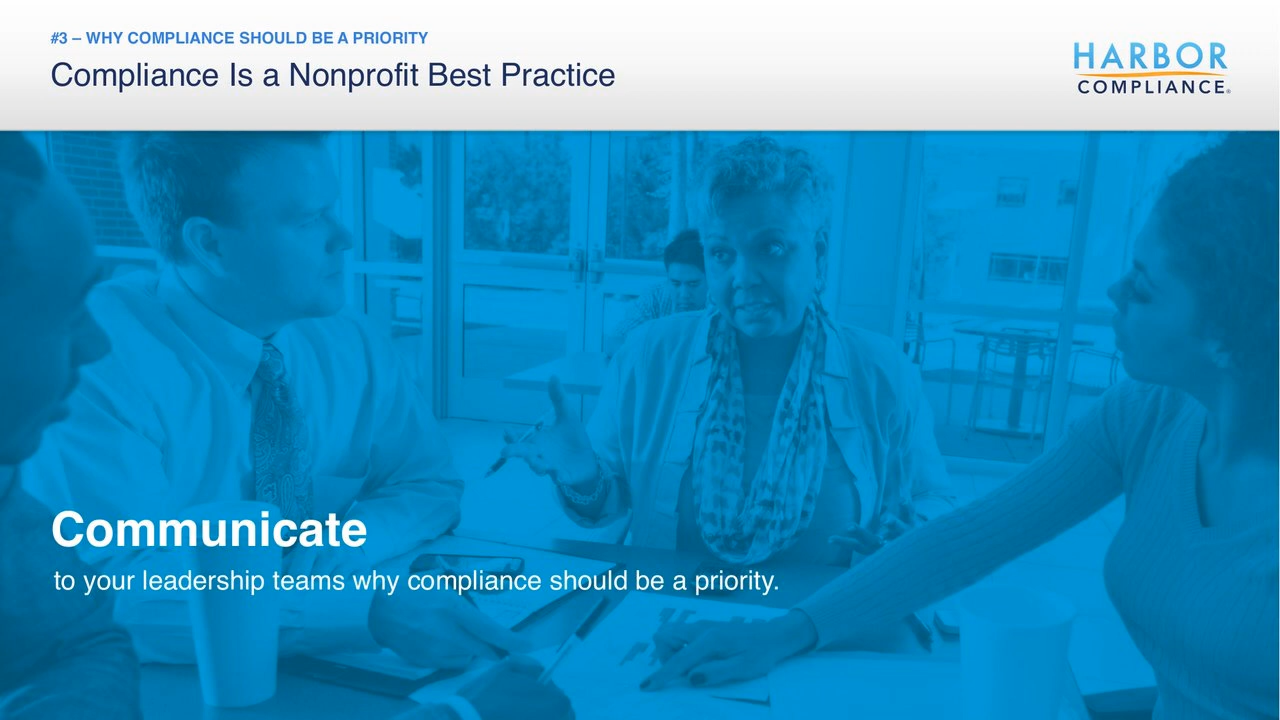 #3 – WHY COMPLIANCE SHOULD BE A PRIORITY
Compliance Is a Nonprofit Best Practice
HARBOR
COMPLIANCE®
Communicate
to your leadership teams why compliance should be a priority.